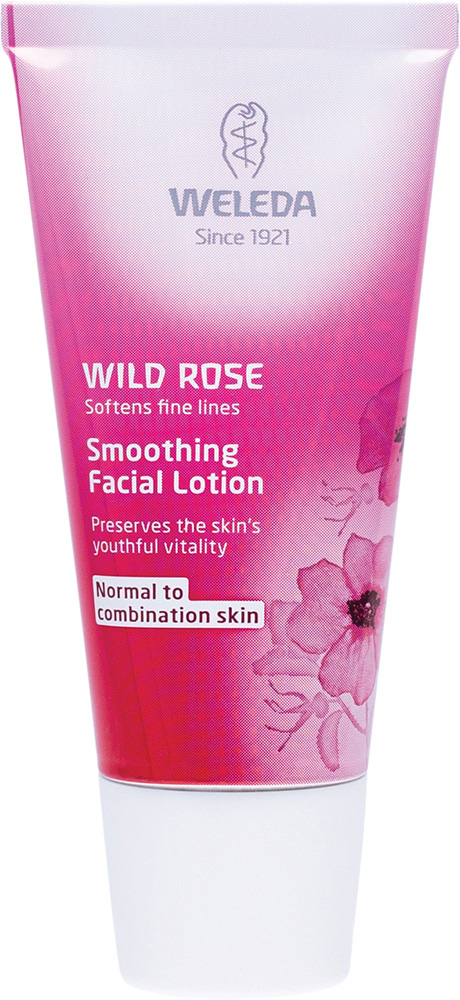 WELEDA
Since 1921
WILD ROSE
Softens fine lines
Smoothing
Facial Lotion
Preserves the skin's
youthful vitality
Normal to
combination skin